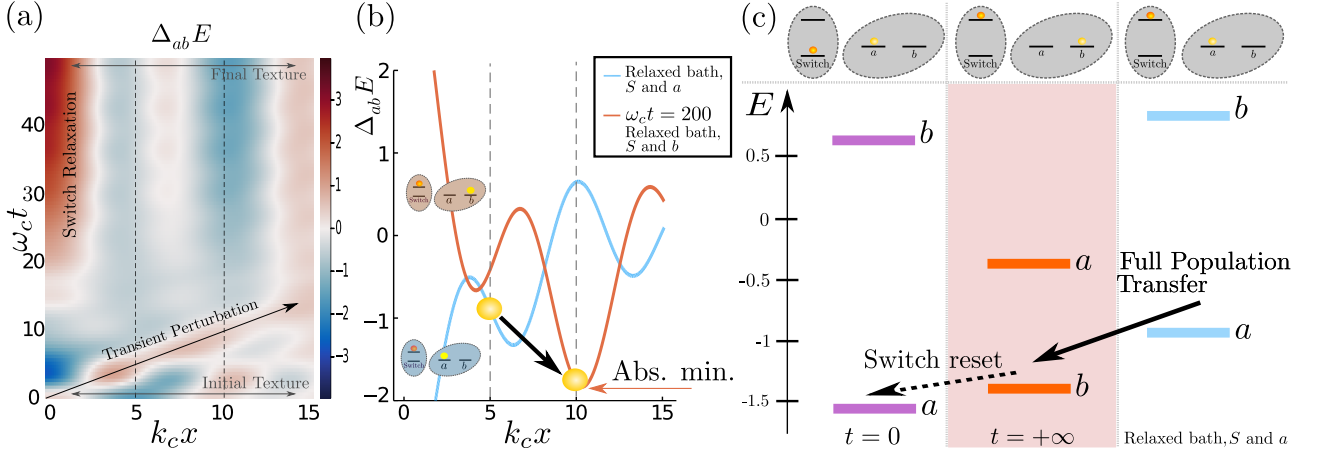 (a)
Δ_{ab}E
Final Texture
Switch Relaxation
Transient Perturbation
Initial Texture
ω_c t
40
30
20
10
0
0
5
10
15
k_c x
3
2
1
0
−1
−2
−3
(b)
Δ_{ab}E
2
1
0
−1
−2
0
5
10
15
k_c x
Relaxed bath,
S and a
ω_c t = 200
Relaxed bath,
S and b
Switch
a
b
Switch
a
b
Abs. min.
(c)
Switch
a
b
Switch
a
b
Switch
a
b
E
0.5
0
-0.5
-1
-1.5
b
a
a
b
b
a
Full Population
Transfer
Switch reset
t = 0
t = +∞
Relaxed bath, S and a